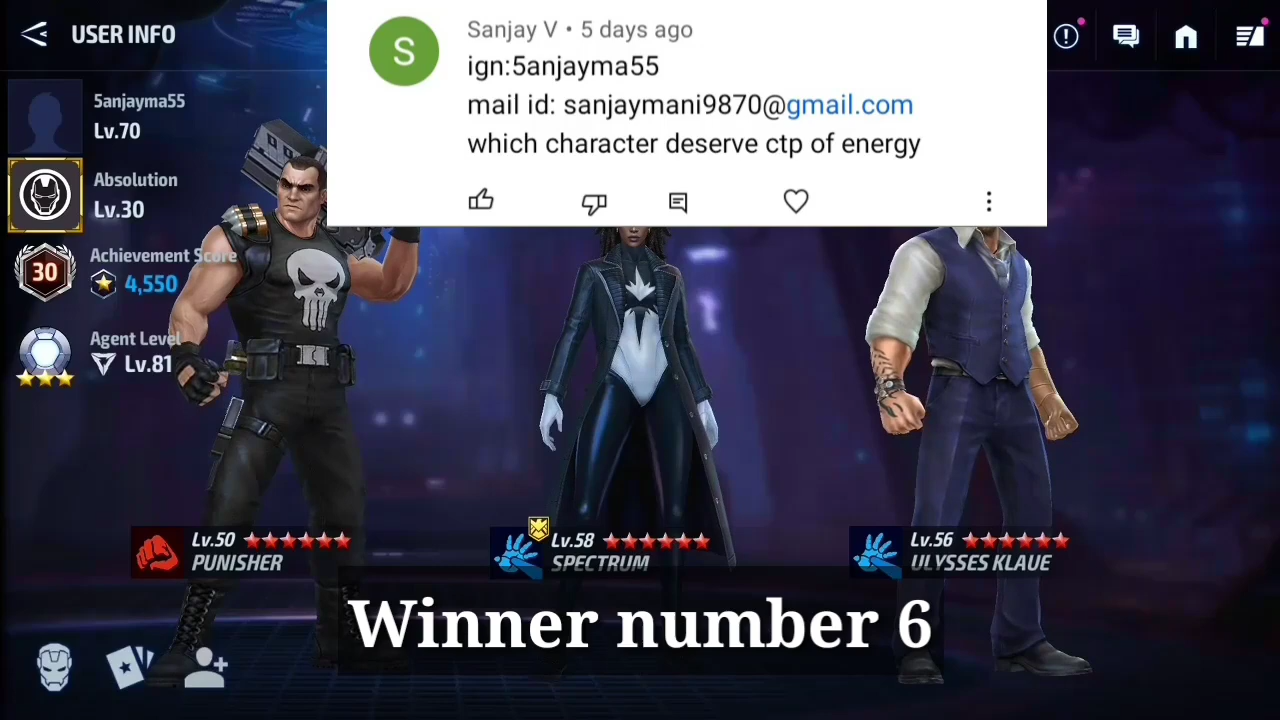 USER INFO
Sanjay V • 5 days ago
S
ign:5anjayma55
mail id: sanjaymani9870@gmail.com
which character deserve ctp of energy
5anjayma55
Lv.70
Absolution
Lv.30
Achievement Score
30
4,550
Agent Level
Lv.81
Lv.50
PUNISHER
Lv.58
SPECTRUM
Lv.56
ULYSSES KLAUE
Winner number 6